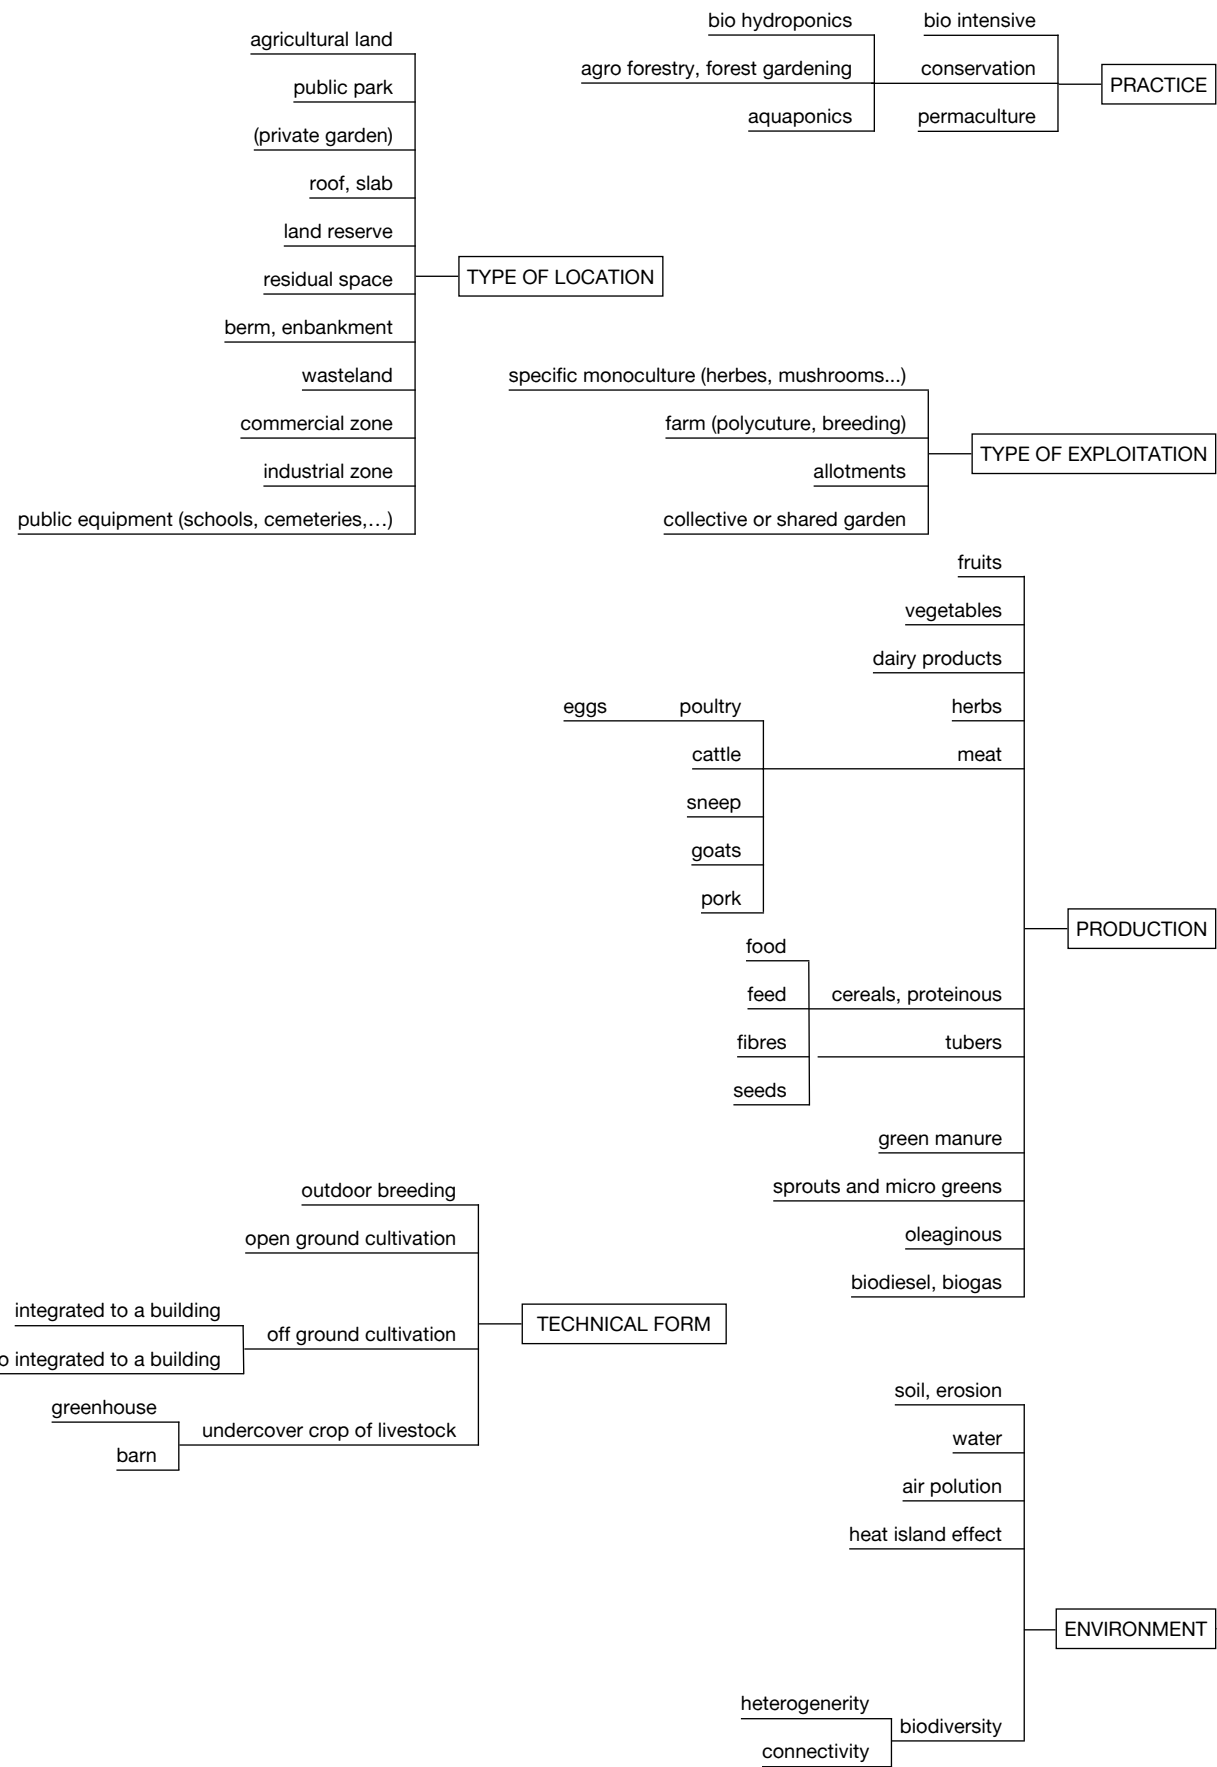 bio hydroponics
agro forestry, forest gardening
aquaponics
bio intensive
conservation
permaculture
PRACTICE
agricultural land
public park
(private garden)
roof, slab
land reserve
residual space
berm, enbankment
wasteland
commercial zone
industrial zone
public equipment (schools, cemeteries,…)
TYPE OF LOCATION
specific monoculture (herbes, mushrooms...)
farm (polycuture, breeding)
allotments
collective or shared garden
TYPE OF EXPLOITATION
fruits
vegetables
dairy products
herbs
eggs
poultry
cattle
sneep
goats
pork
meat
food
feed
fibres
seeds
cereals, proteinous
tubers
green manure
sprouts and micro greens
oleaginous
biodiesel, biogas
PRODUCTION
outdoor breeding
open ground cultivation
integrated to a building
o integrated to a building
off ground cultivation
greenhouse
barn
undercover crop of livestock
TECHNICAL FORM
soil, erosion
water
air polution
heat island effect
heterogenerity
connectivity
biodiversity
ENVIRONMENT